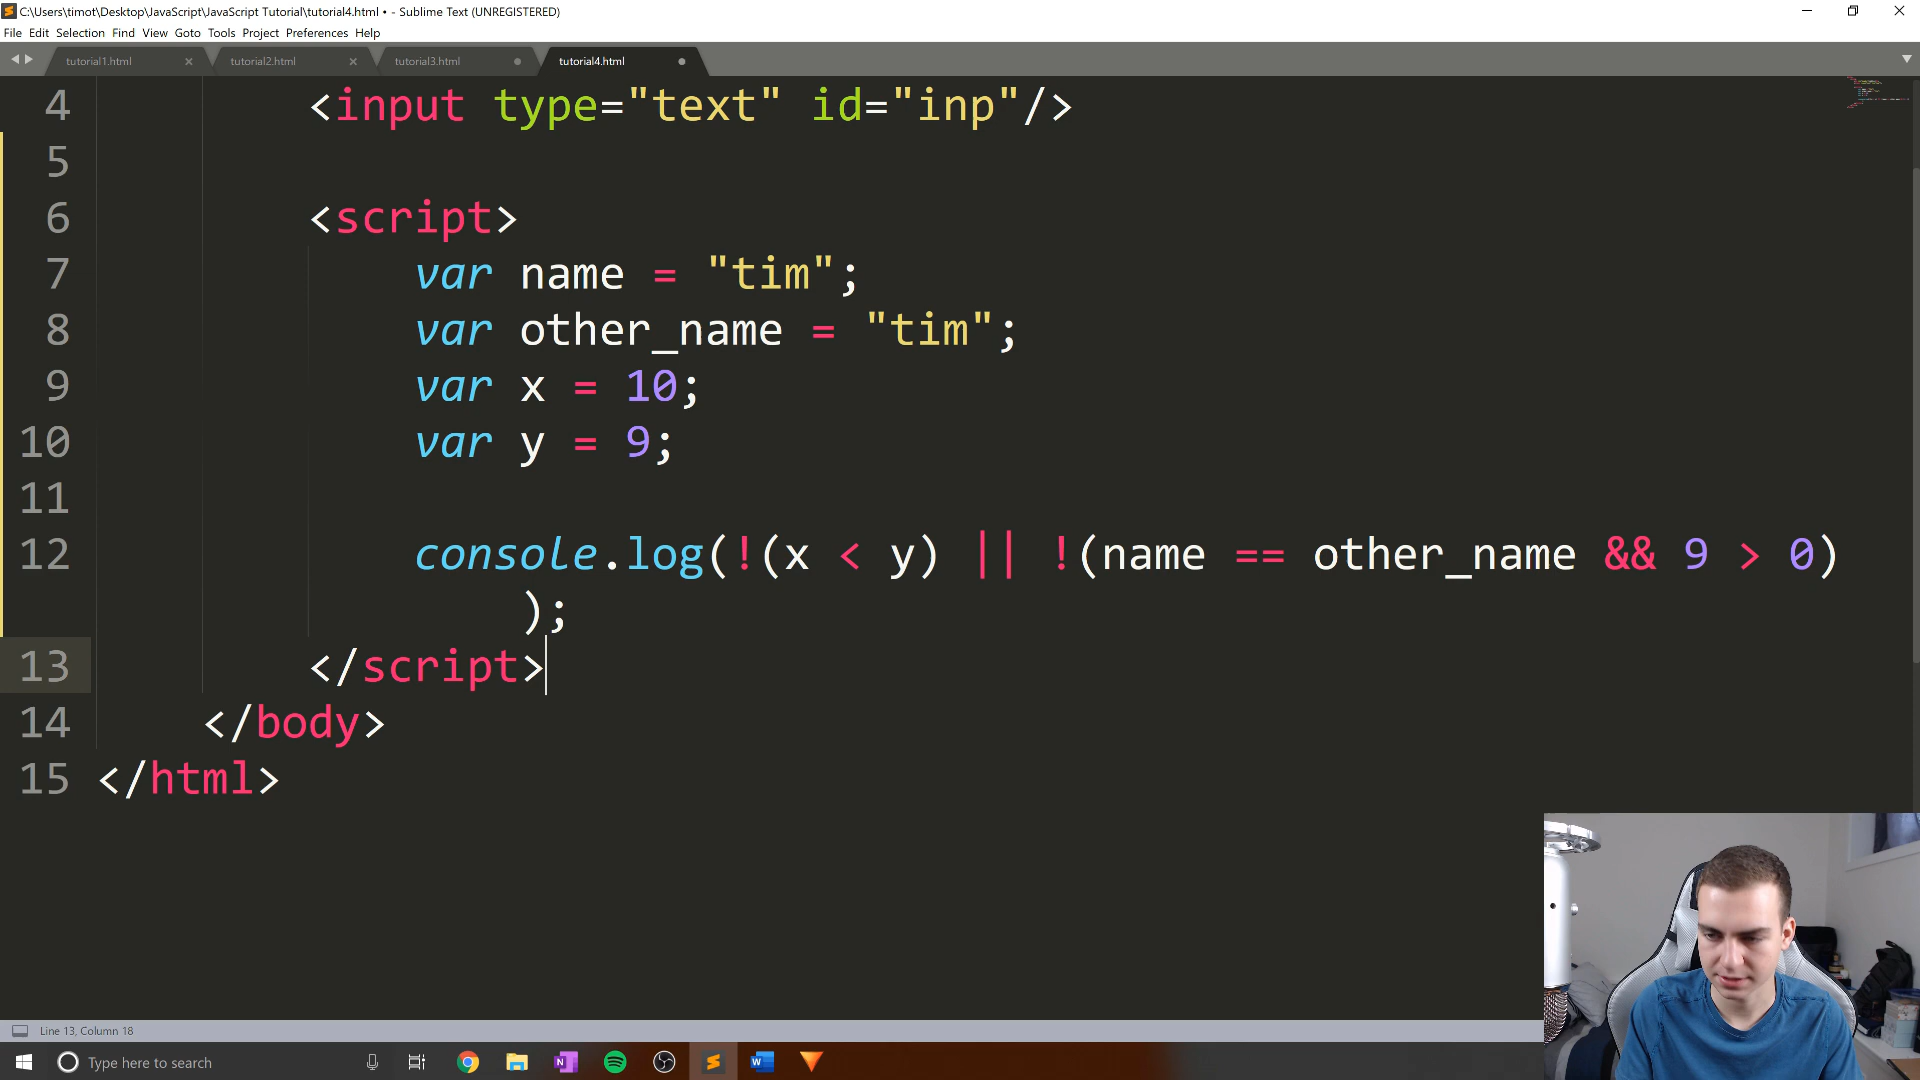 C:\Users\timot\Desktop\JavaScript\JavaScript Tutorial\tutorial4.html • - Sublime Text (UNREGISTERED)
File Edit Selection Find View Goto Tools Project Preferences Help
tutorial1.html tutorial2.html tutorial3.html tutorial4.html
4 <input type="text" id="inp"/>
5
6 <script>
7 var name = "tim";
8 var other_name = "tim";
9 var x = 10;
10 var y = 9;
11
12 console.log(!(x < y) || !(name == other_name && 9 > 0)
);
13 </script>
14 </body>
15 </html>
Line 13, Column 18
Type here to search